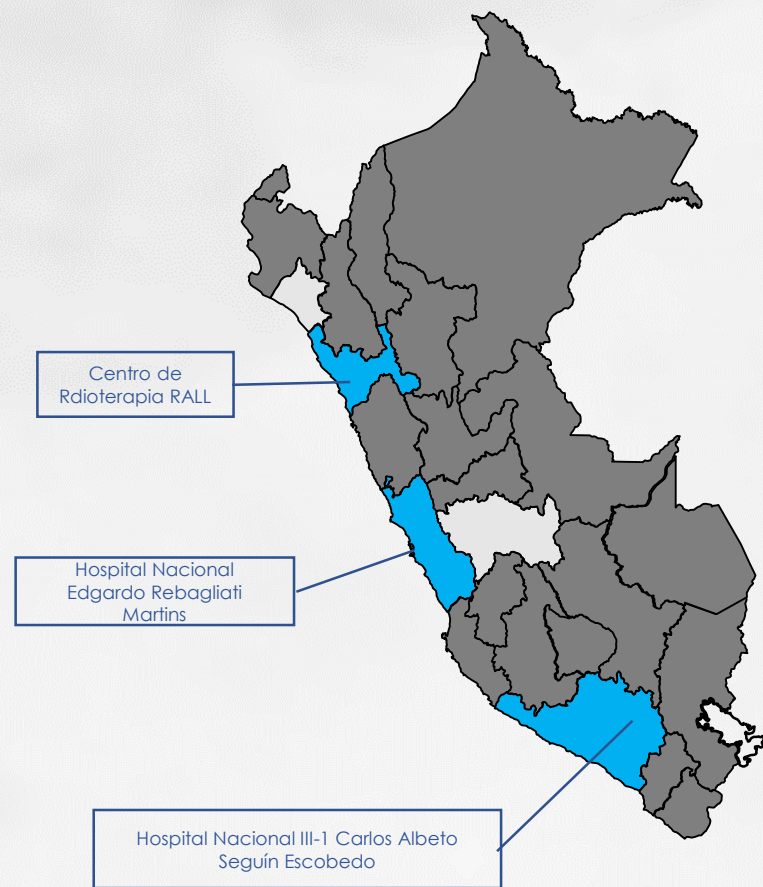 Centro de
Rdioterapia RALL
Hospital Nacional
Edgardo Rebagliati
Martins
Hospital Nacional III-1 Carlos Albeto
Seguín Escobedo